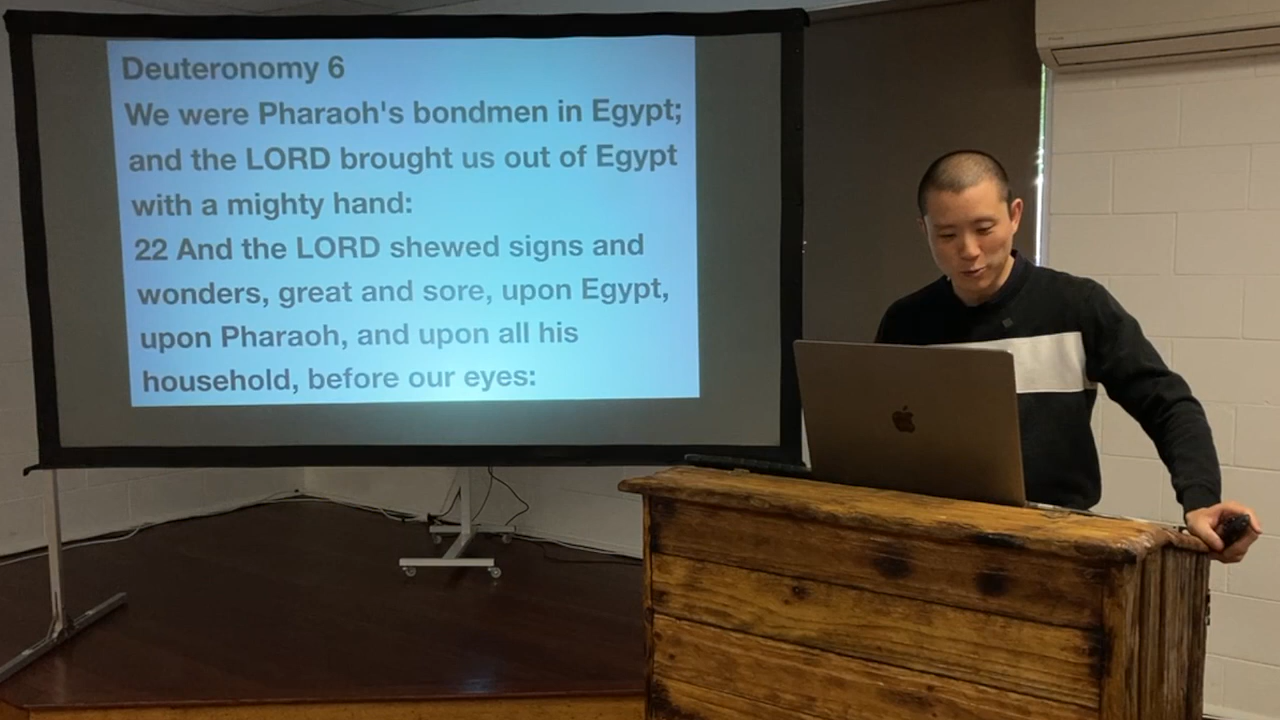 Deuteronomy 6
We were Pharaoh's bondmen in Egypt;
and the LORD brought us out of Egypt
with a mighty hand:
22 And the LORD shewed signs and
wonders, great and sore, upon Egypt,
upon Pharaoh, and upon all his
household, before our eyes: